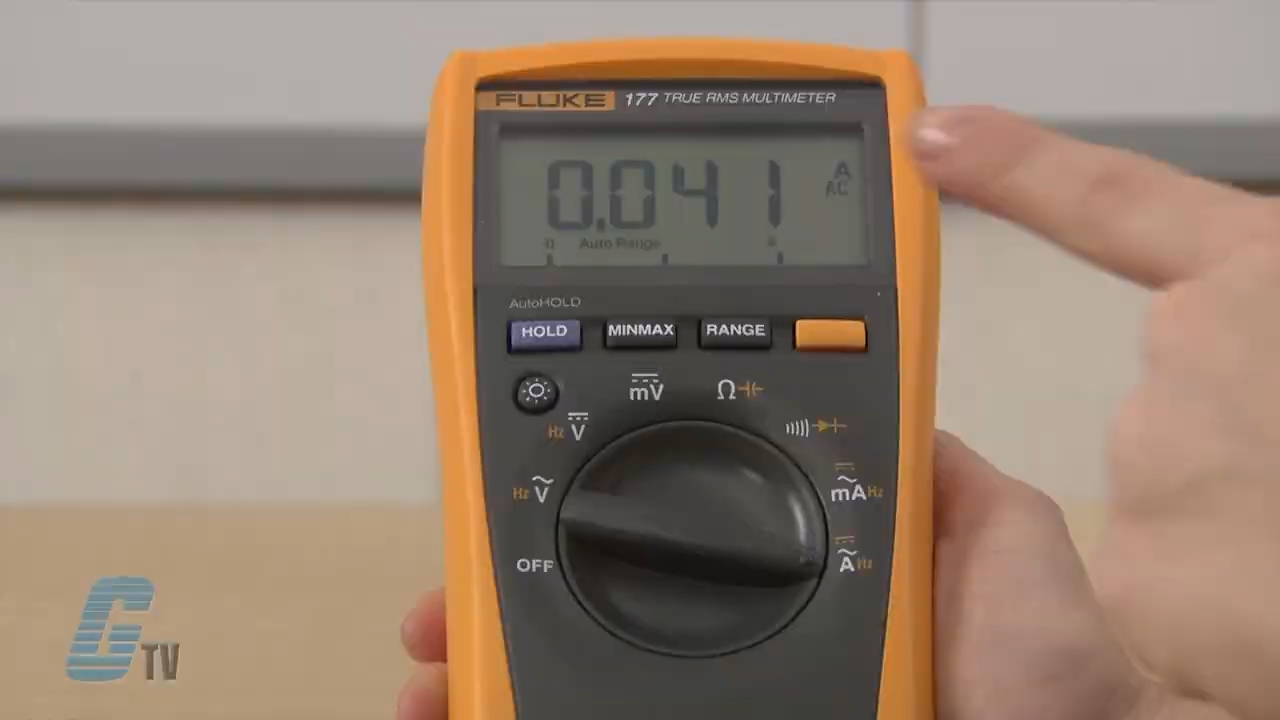 FLUKE 177 TRUE RMS MULTIMETER
0.041 A AC
0 Auto Range
AutoHOLD
HOLD MINMAX RANGE
mV Ω
Hz V
Hz V mA Hz
OFF A Hz
G TV